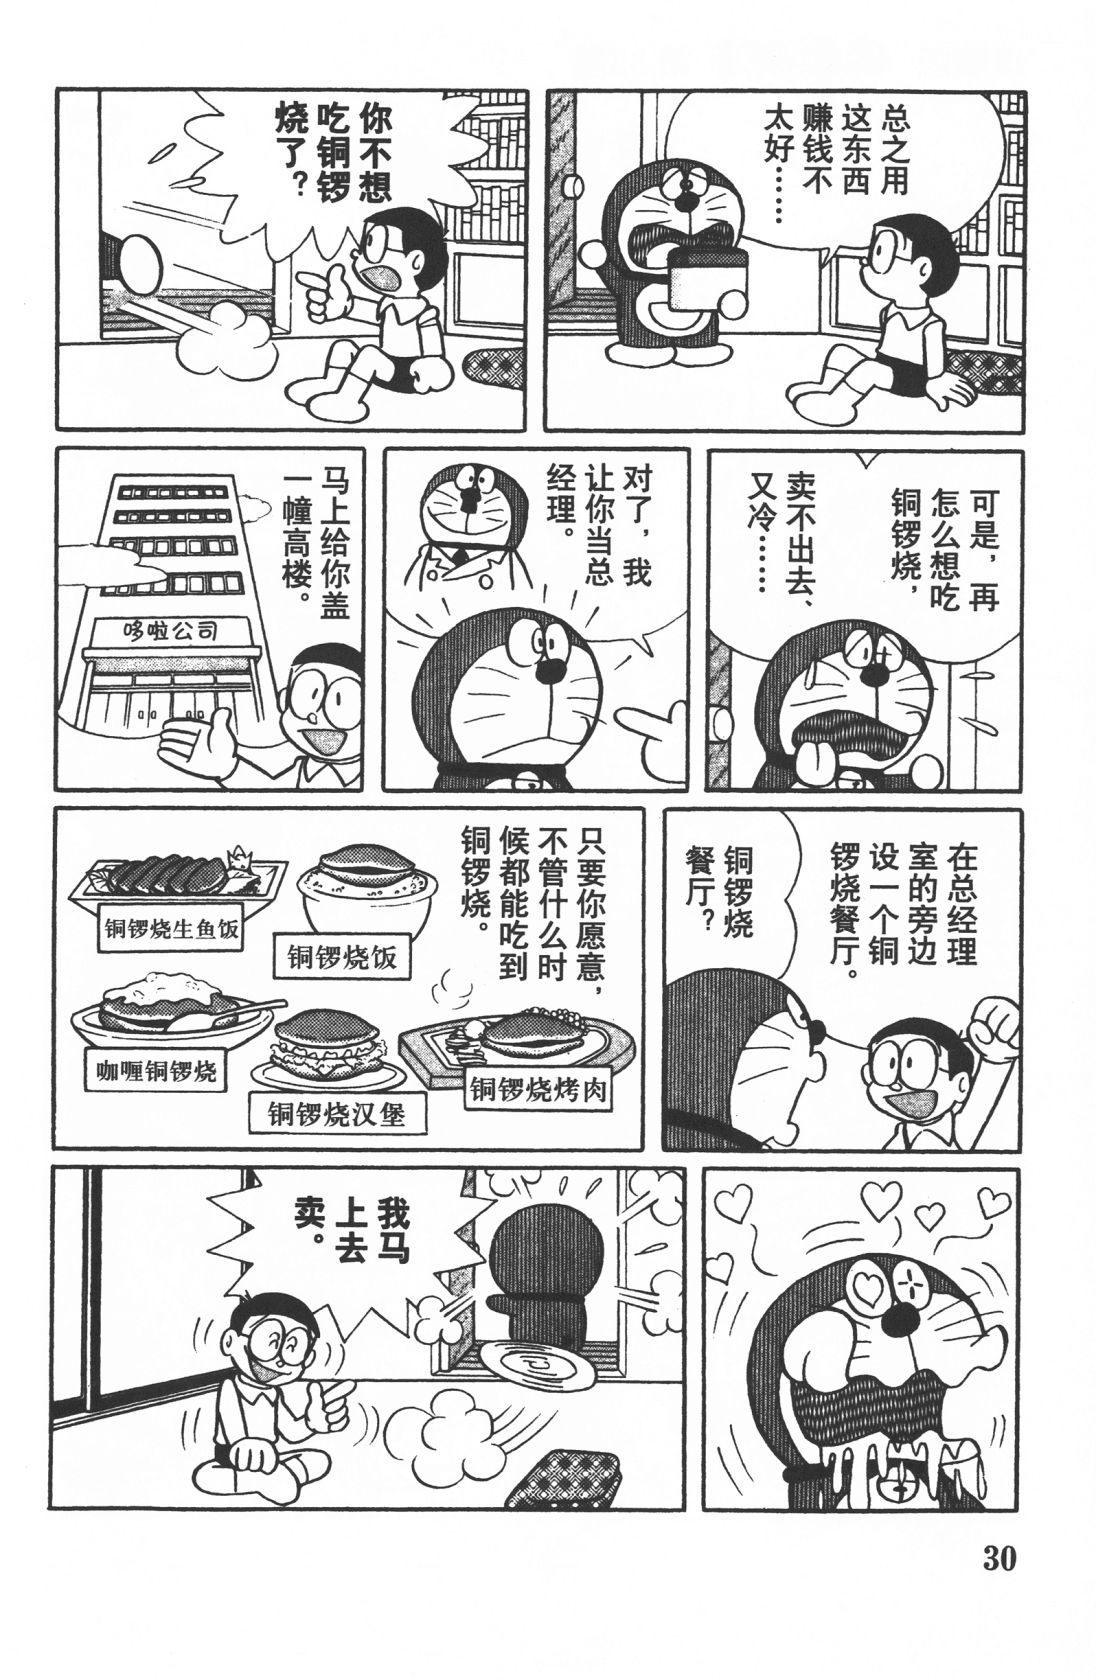 总之用
这东西
赚钱不
太好……
你不想
吃铜锣
烧了？
可是，再
怎么想吃
铜锣烧，
卖不出去、
又冷……
对了，我
让你当总
经理。
马上给你盖
一幢高楼。
哆啦公司
在总经理
室的旁边
设一个铜
锣烧餐厅。
铜锣烧
餐厅？
只要你愿意，
不管什么时
候都能吃到
铜锣烧。
铜锣烧生鱼饭
铜锣烧饭
咖喱铜锣烧
铜锣烧汉堡
铜锣烧烤肉
我马
上去
卖。
30